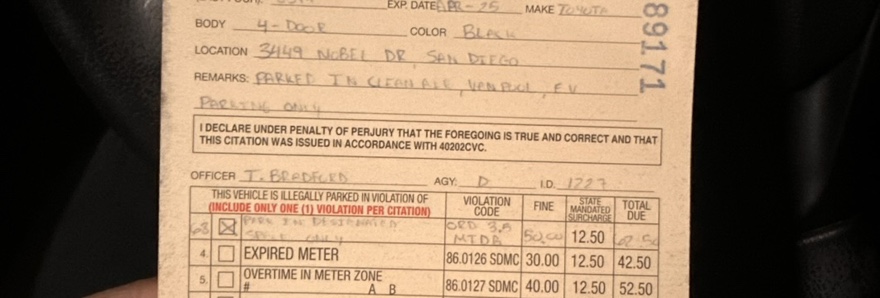 EXP. DATE APR-25 MAKE TOYOTA
BODY 4-DOOR COLOR BLACK
LOCATION 3449 NOBEL DR, SAN DIEGO
REMARKS: PARKED IN CLEAN AIR, VANPOOL, EV
PARKING ONLY
89171
I DECLARE UNDER PENALTY OF PERJURY THAT THE FOREGOING IS TRUE AND CORRECT AND THAT
THIS CITATION WAS ISSUED IN ACCORDANCE WITH 40202CVC.
OFFICER T. BRADFORD AGY: D I.D. 1727
THIS VEHICLE IS ILLEGALLY PARKED IN VIOLATION OF
(INCLUDE ONLY ONE (1) VIOLATION PER CITATION)
VIOLATION CODE FINE STATE MANDATED SURCHARGE TOTAL DUE
63 PARK IN DESIGNATED SPACE ONLY ORD 3.5 MTDB 50.00 12.50 62.50
4. EXPIRED METER 86.0126 SDMC 30.00 12.50 42.50
5. OVERTIME IN METER ZONE
# A B 86.0127 SDMC 40.00 12.50 52.50